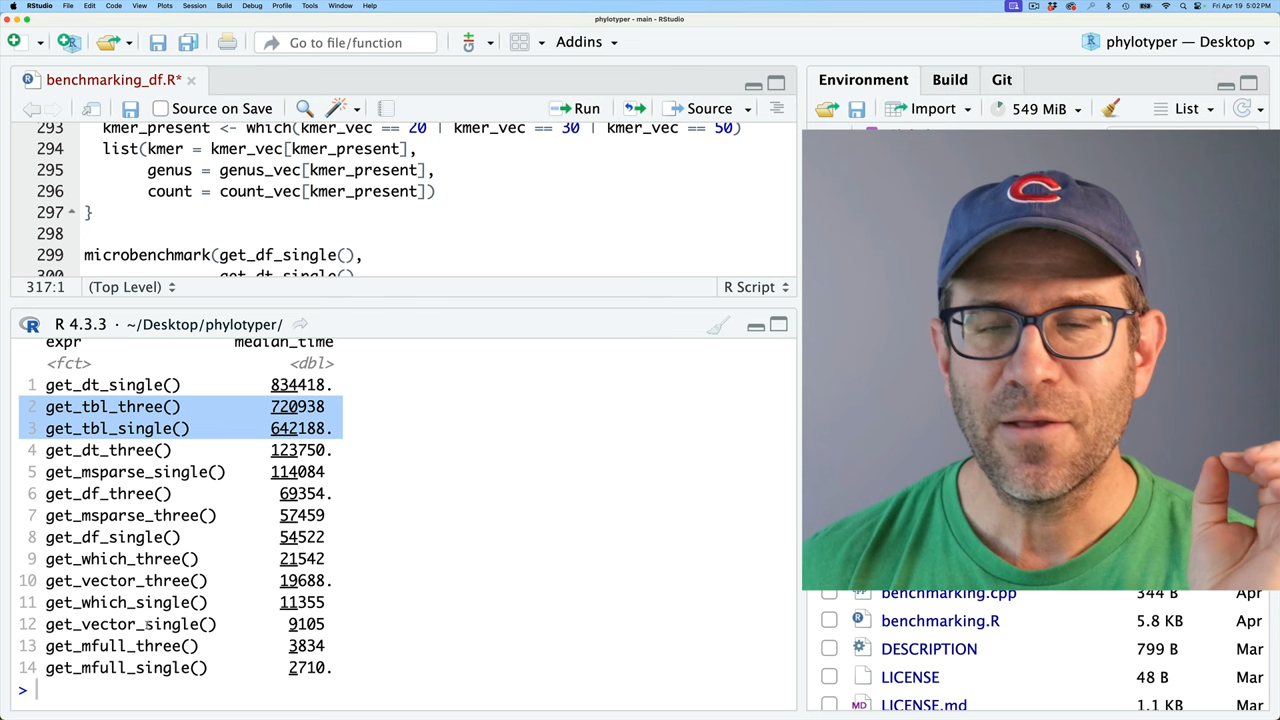 RStudio File Edit Code View Plots Session Build Debug Profile Tools Window Help Fri Apr 19 5:02 PM
phylotyper - main - RStudio
Go to file/function Addins phylotyper — Desktop
benchmarking_df.R* Environment Build Git
Source on Save Run Source Import 549 MiB List
293 kmer_present <- which(kmer_vec == 20 | kmer_vec == 30 | kmer_vec == 50)
294 list(kmer = kmer_vec[kmer_present],
295 genus = genus_vec[kmer_present],
296 count = count_vec[kmer_present])
297 }
298
299 microbenchmark(get_df_single(),
300 get_dt_single(),
317:1 (Top Level) R Script
R 4.3.3 · ~/Desktop/phylotyper/
expr median_time
<fct> <dbl>
1 get_dt_single() 834418.
2 get_tbl_three() 720938
3 get_tbl_single() 642188.
4 get_dt_three() 123750.
5 get_msparse_single() 114084
6 get_df_three() 69354.
7 get_msparse_three() 57459
8 get_df_single() 54522
9 get_which_three() 21542
10 get_vector_three() 19688.
11 get_which_single() 11355
12 get_vector_single() 9105
13 get_mfull_three() 3834
14 get_mfull_single() 2710.
>
C
benchmarking.cpp 344 B Apr
benchmarking.R 5.8 KB Apr
DESCRIPTION 799 B Mar
LICENSE 48 B Mar
LICENSE.md 1.1 KB Mar